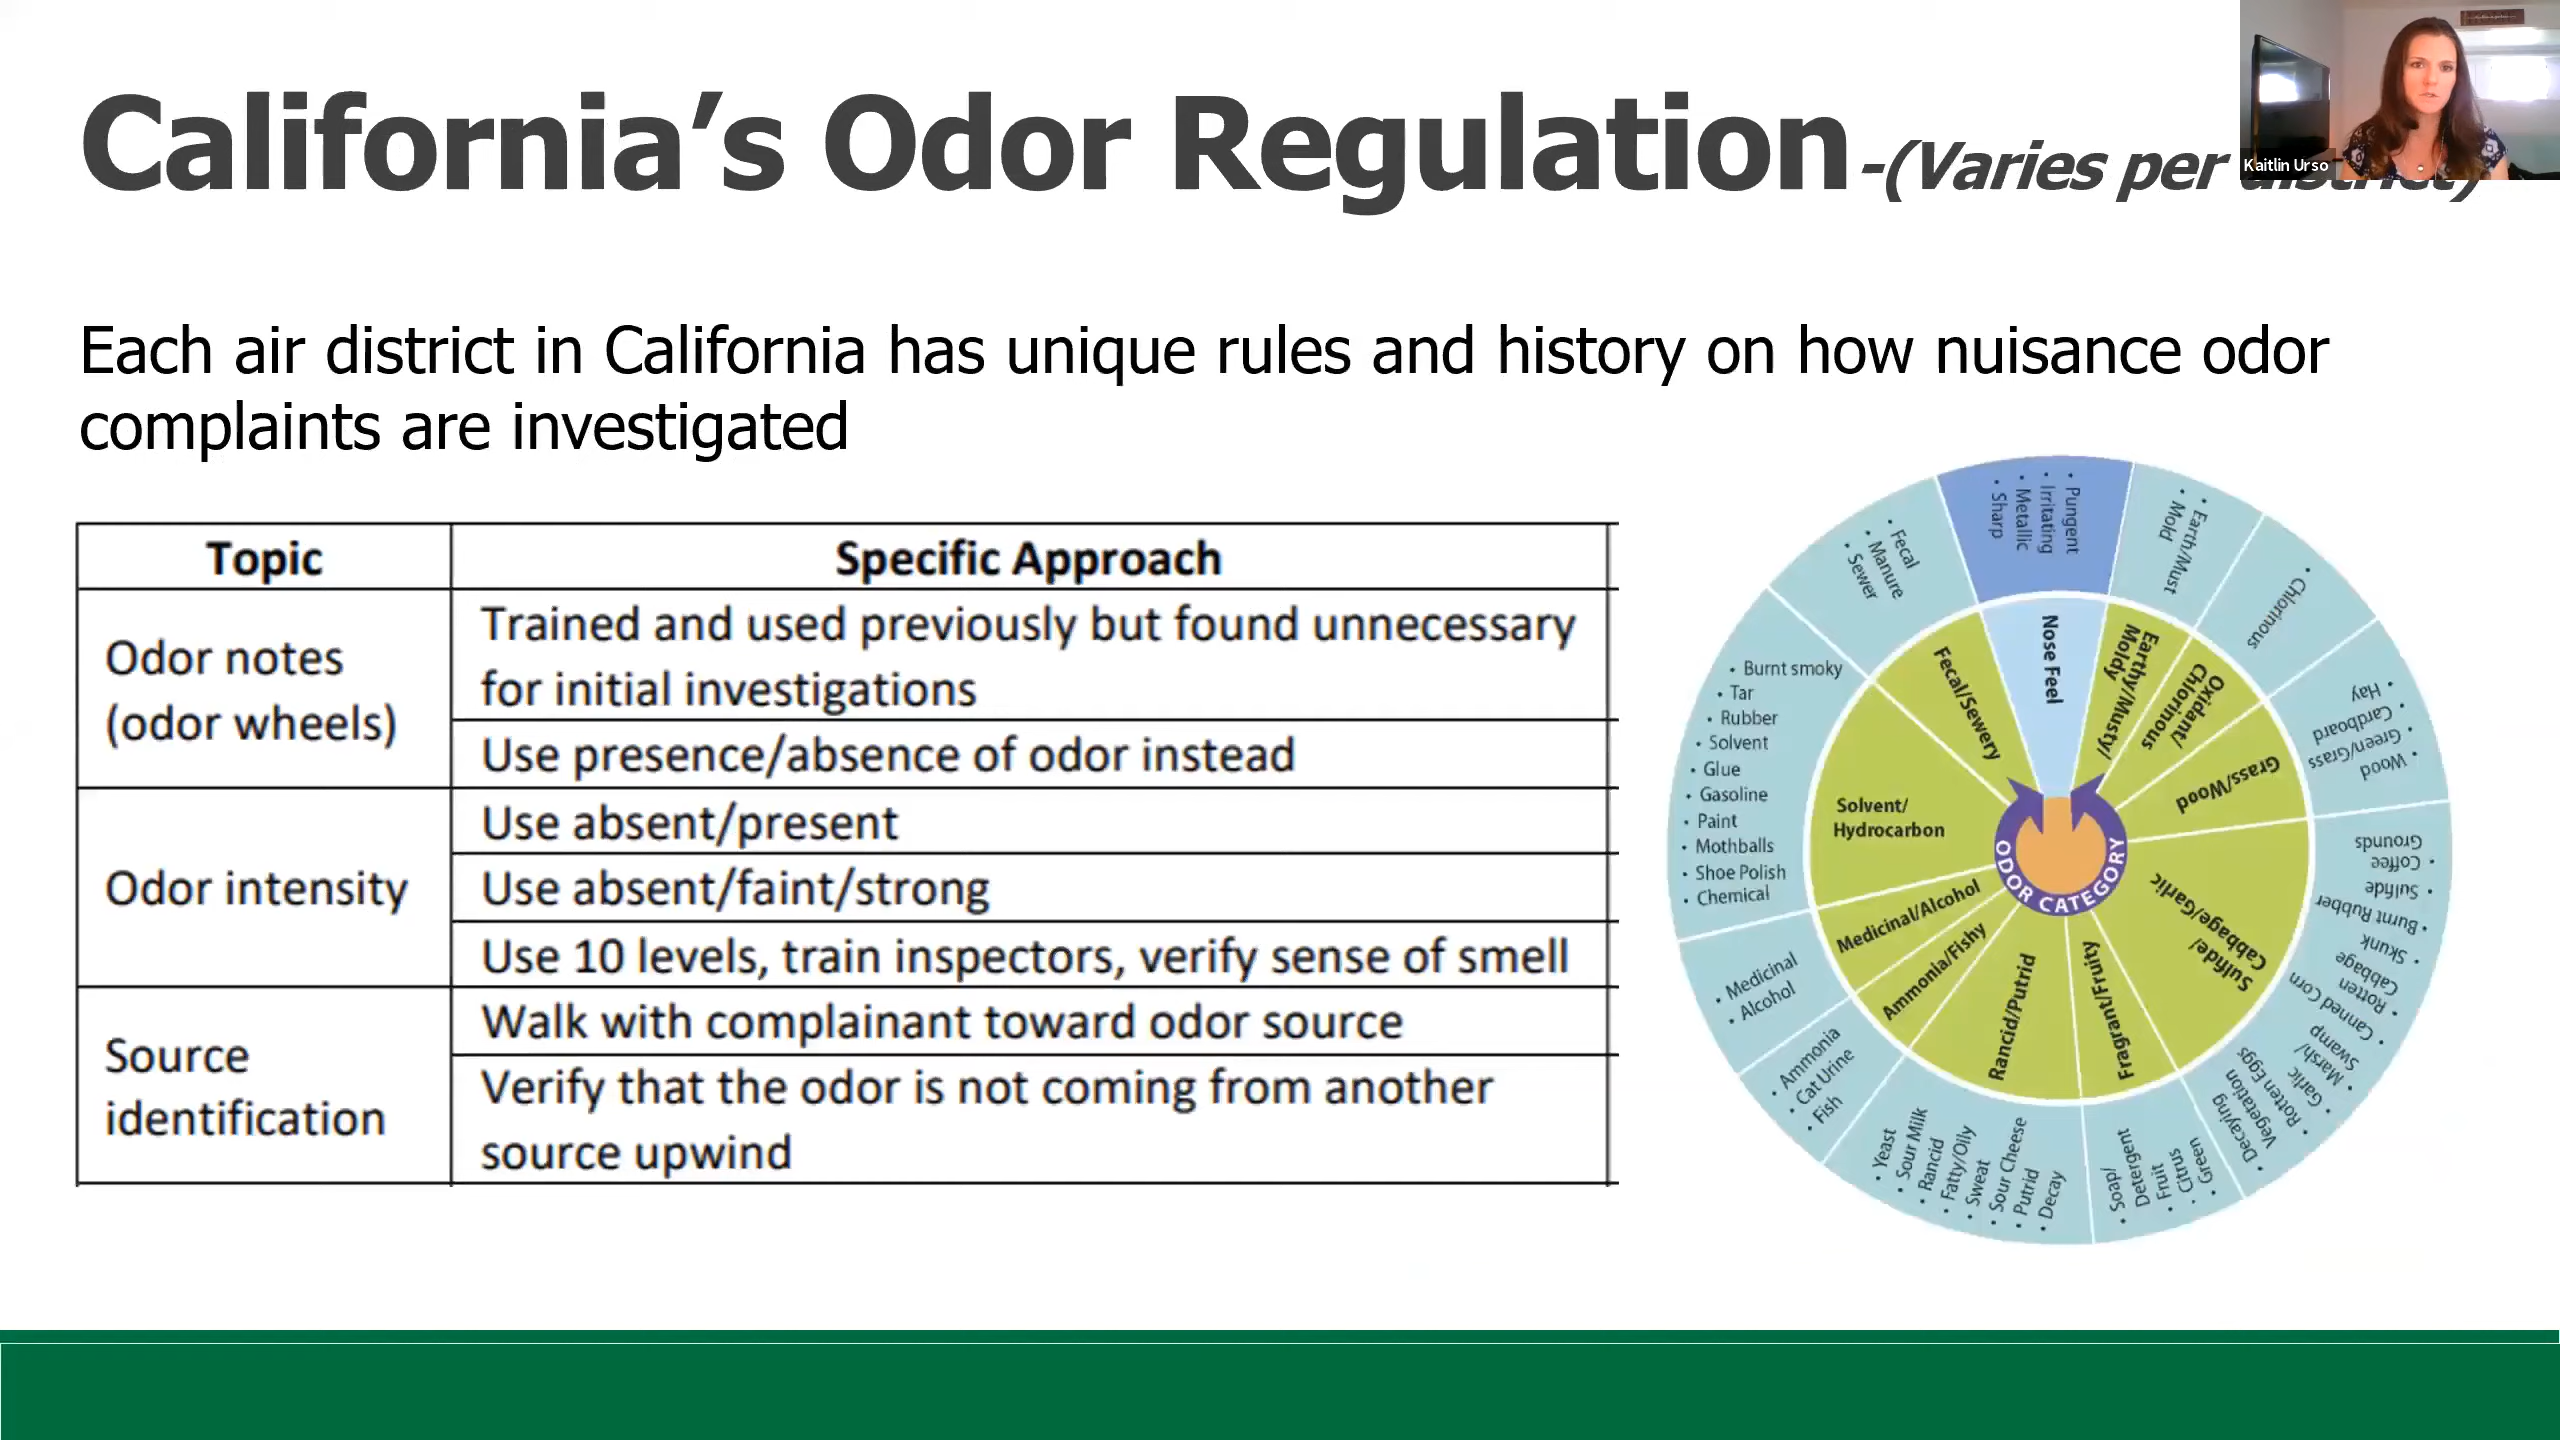 California’s Odor Regulation-(Varies per district)
Kaitlin Urso
Each air district in California has unique rules and history on how nuisance odor
complaints are investigated
Topic
Specific Approach
Odor notes
(odor wheels)
Trained and used previously but found unnecessary
for initial investigations
Use presence/absence of odor instead
Odor intensity
Use absent/present
Use absent/faint/strong
Use 10 levels, train inspectors, verify sense of smell
Source
identification
Walk with complainant toward odor source
Verify that the odor is not coming from another
source upwind
ODOR CATEGORY
Nose Feel
• Pungent
• Irritating
• Metallic
• Sharp
Earthy/Musty/
Moldy
• Earth/Must
• Mold
Oxidant/
Chlorinous
• Chlorinous
Grass/Wood
• Hay
• Cardboard
• Green/Grass
• Wood
Sulfide/
Cabbage/Garlic
• Coffee
Grounds
• Sulfide
• Burnt Rubber
• Skunk
• Rotten
Cabbage
• Canned Corn
• Marsh/
Swamp
• Garlic
• Rotten Eggs
• Decaying
Vegetation
Fragrant/Fruity
• Green
• Citrus
• Fruit
• Soap/
Detergent
Rancid/Putrid
• Yeast
• Sour Milk
• Rancid
• Fatty/Oily
• Sweat
• Sour Cheese
• Putrid
• Decay
Ammonia/Fishy
• Ammonia
• Cat Urine
• Fish
Medicinal/Alcohol
• Medicinal
• Alcohol
Solvent/
Hydrocarbon
• Burnt smoky
• Tar
• Rubber
• Solvent
• Glue
• Gasoline
• Paint
• Mothballs
• Shoe Polish
• Chemical
Fecal/Sewery
• Fecal
• Manure
• Sewer